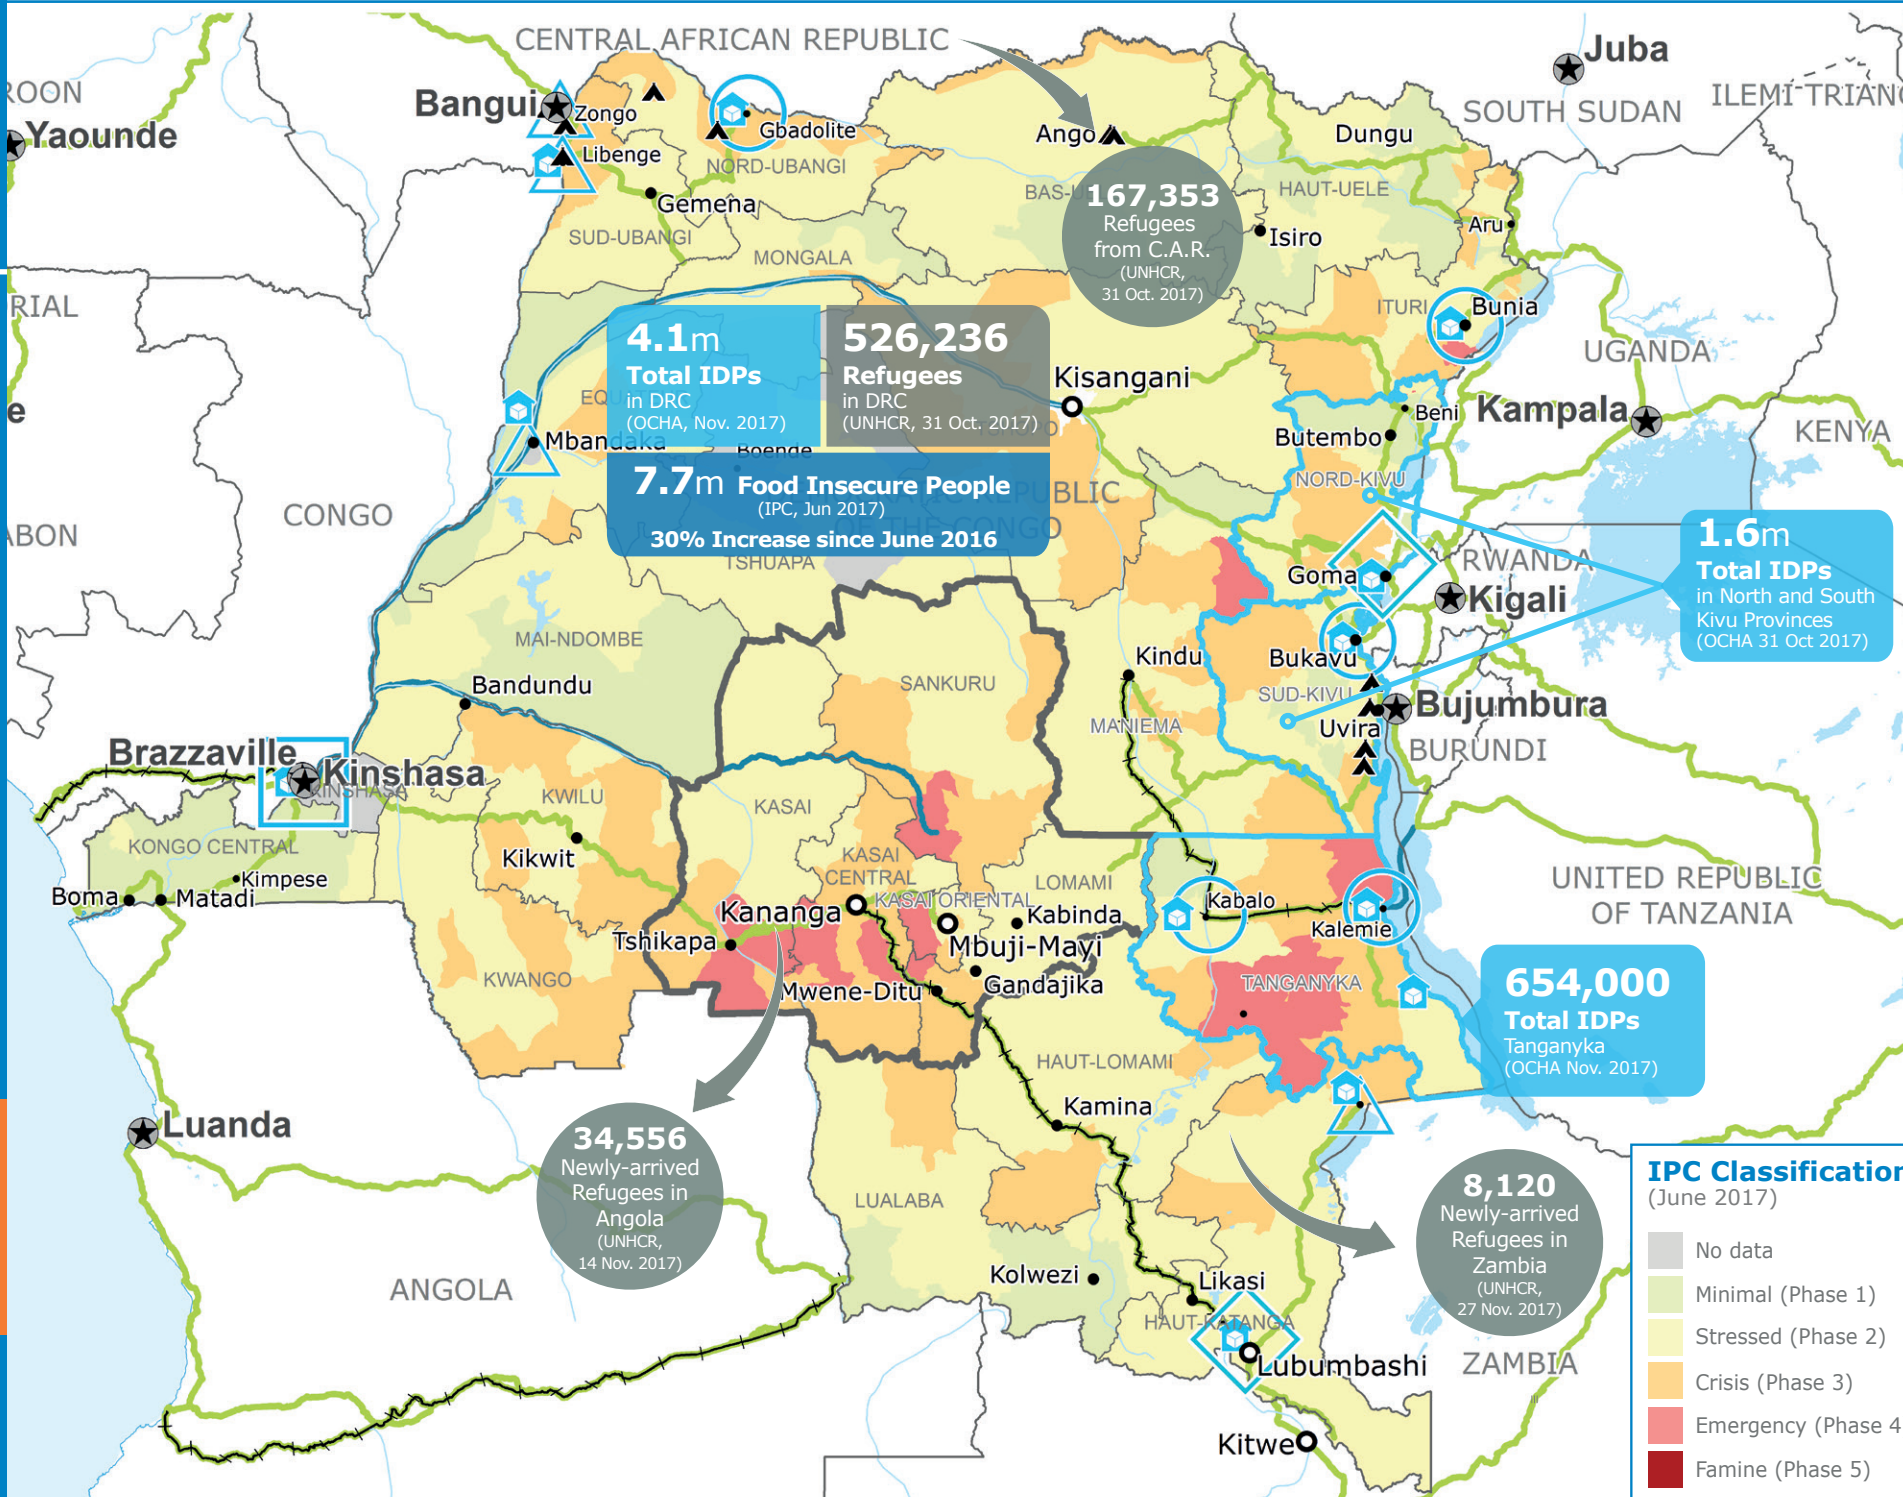 CENTRAL AFRICAN REPUBLIC
Juba
SOUTH SUDAN
Bangui
Zongo
Yaounde
Libenge
Gbadolite
NORD-UBANGI
Gemena
SUD-UBANGI
MONGALA
Ango
Dungu
HAUT-UELE
Isiro
Aru
167,353
Refugees
from C.A.R.
(UNHCR,
31 Oct. 2017)
ITURI
Bunia
UGANDA
Kampala
KENYA
4.1m
Total IDPs
in DRC
(OCHA, Nov. 2017)
526,236
Refugees
in DRC
(UNHCR, 31 Oct. 2017)
7.7m Food Insecure People
(IPC, Jun 2017)
30% Increase since June 2016
Kisangani
Beni
Butembo
NORD-KIVU
Mbandaka
Boende
CONGO
TSHUAPA
Goma
RWANDA
Kigali
1.6m
Total IDPs
in North and South
Kivu Provinces
(OCHA 31 Oct 2017)
MAI-NDOMBE
Bandundu
SANKURU
Kindu
MANIEMA
Bukavu
SUD-KIVU
Uvira
Bujumbura
BURUNDI
Brazzaville
Kinshasa
KINSHASA
KWILU
KASAI
KONGO CENTRAL
Kimpese
Boma
Matadi
Kikwit
KASAI
CENTRAL
KASAI ORIENTAL
LOMAMI
Kananga
Kabinda
Tshikapa
Mbuji-Mayi
Gandajika
Mwene-Ditu
KWANGO
Kabalo
Kalemie
TANGANYKA
UNITED REPUBLIC
OF TANZANIA
654,000
Total IDPs
Tanganyka
(OCHA Nov. 2017)
HAUT-LOMAMI
Kamina
Luanda
34,556
Newly-arrived
Refugees in
Angola
(UNHCR,
14 Nov. 2017)
LUALABA
ANGOLA
8,120
Newly-arrived
Refugees in
Zambia
(UNHCR,
27 Nov. 2017)
Kolwezi
Likasi
HAUT-KATANGA
Lubumbashi
ZAMBIA
Kitwe
IPC Classification
(June 2017)
No data
Minimal (Phase 1)
Stressed (Phase 2)
Crisis (Phase 3)
Emergency (Phase 4
Famine (Phase 5)